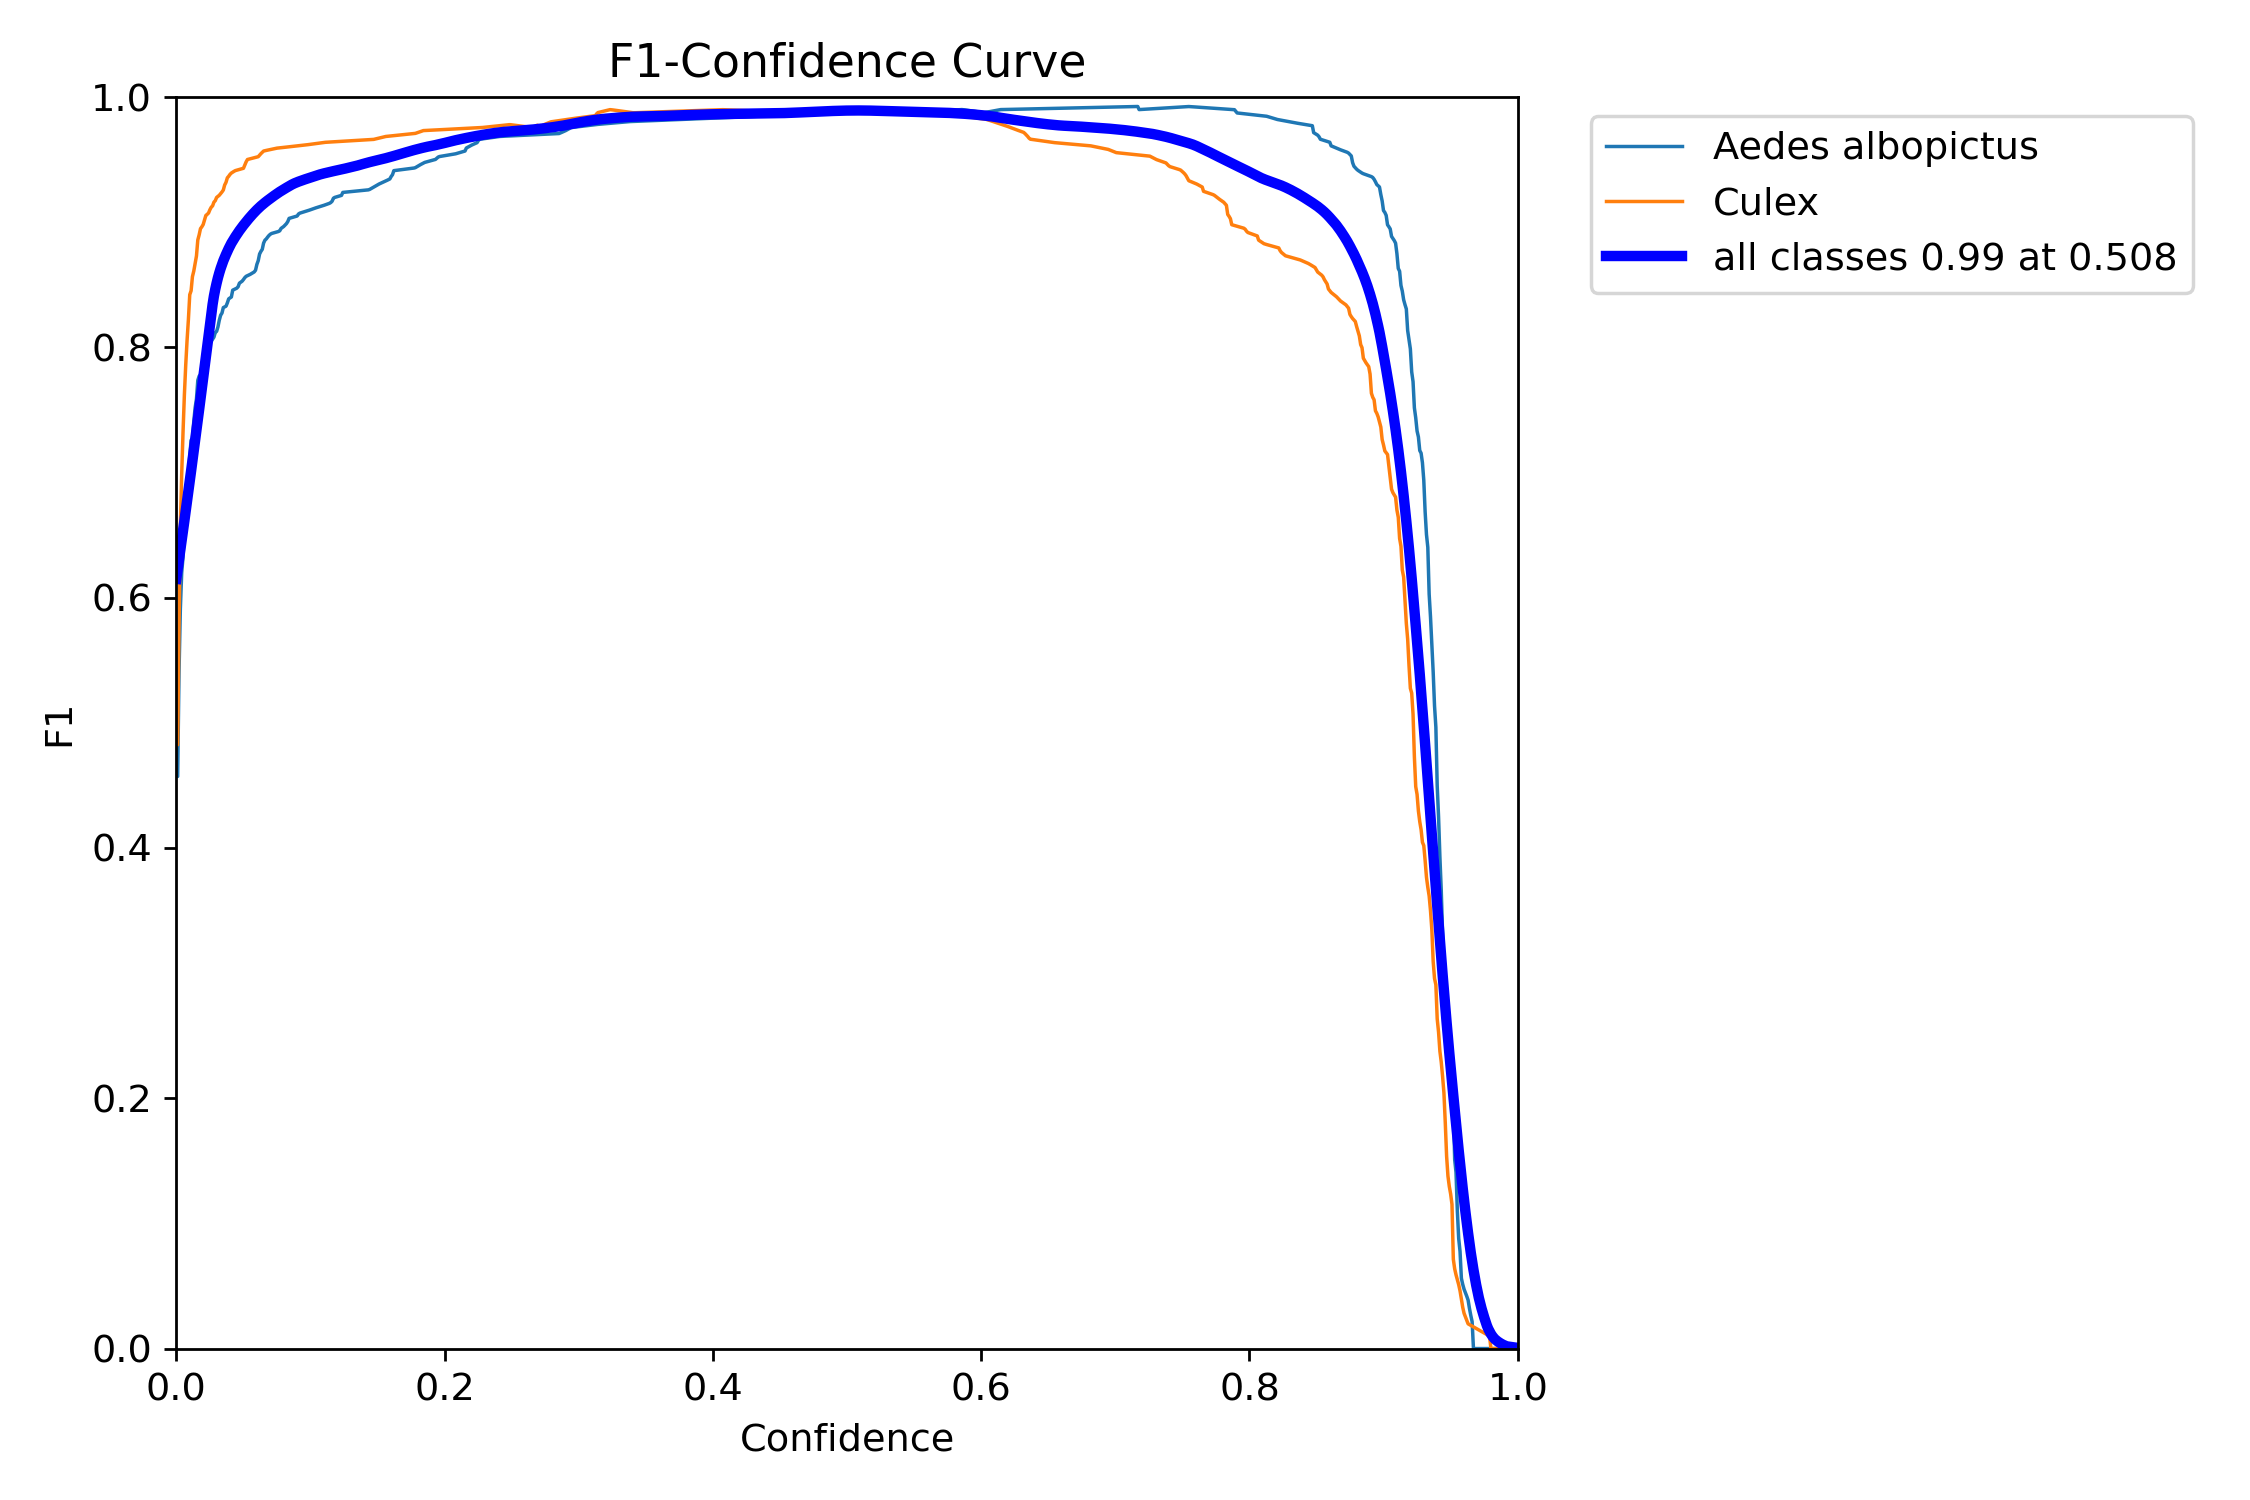 F1-Confidence Curve
1.0
0.8
0.6
0.4
0.2
0.0
F1
0.0 0.2 0.4 0.6 0.8 1.0
Confidence
Aedes albopictus
Culex
all classes 0.99 at 0.508